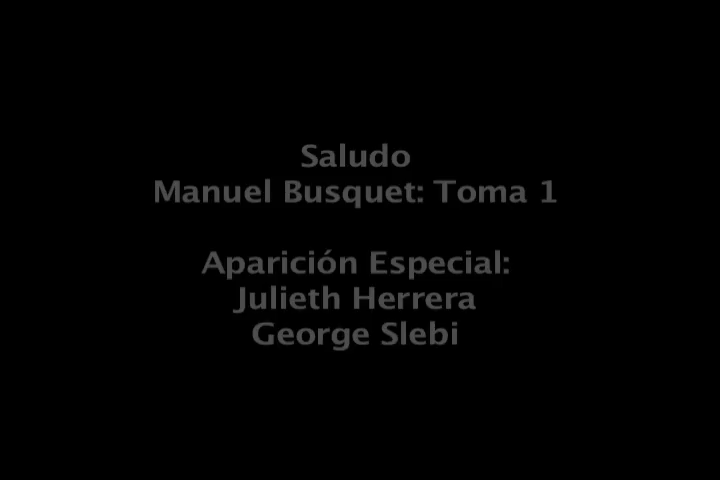 Saludo
Manuel Busquet: Toma 1
Aparición Especial:
Julieth Herrera
George Slebi